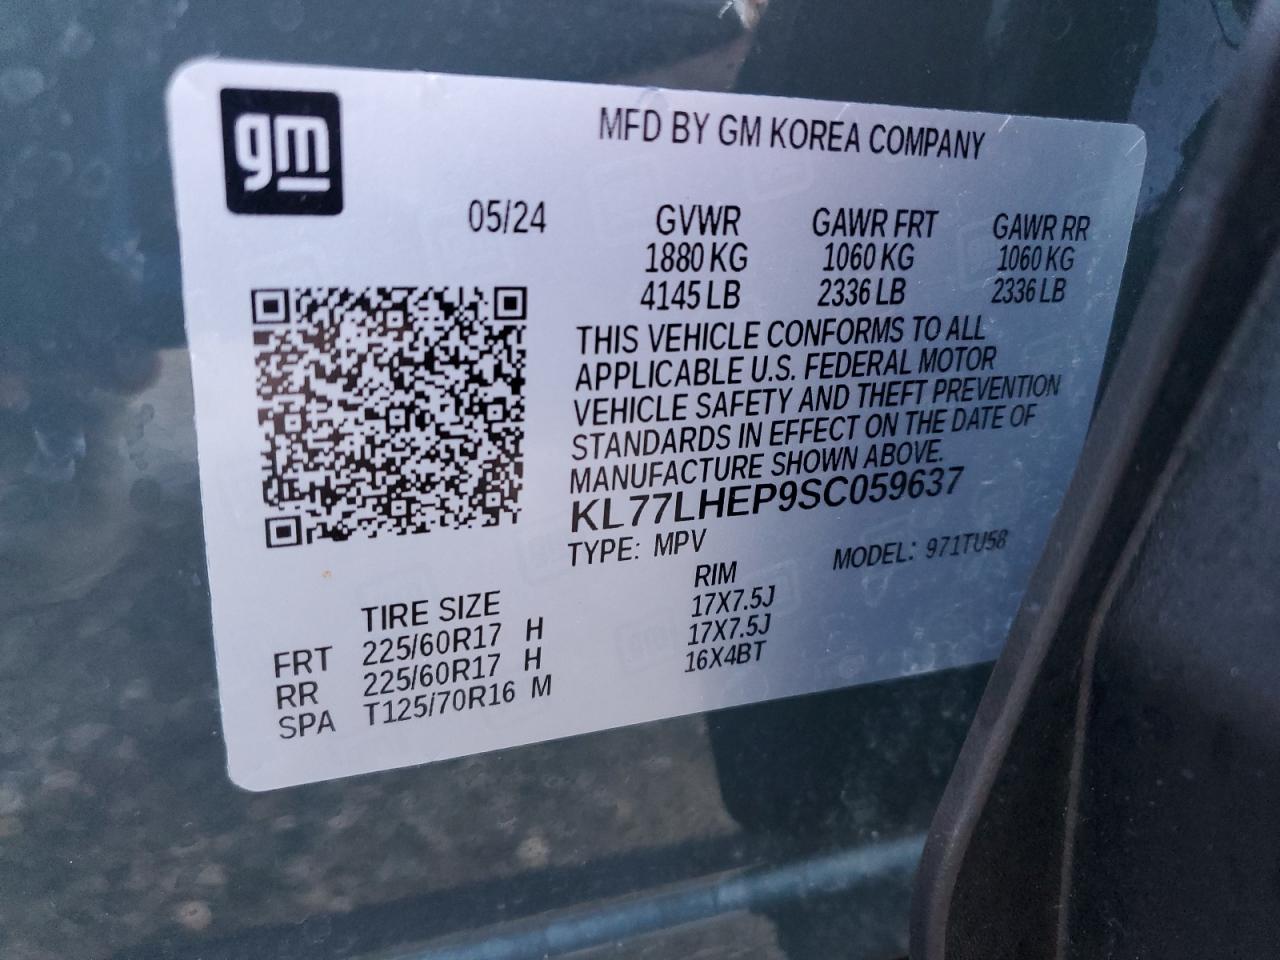 gm
MFD BY GM KOREA COMPANY
05/24 GVWR GAWR FRT GAWR RR
1880 KG 1060 KG 1060 KG
4145 LB 2336 LB 2336 LB
THIS VEHICLE CONFORMS TO ALL
APPLICABLE U.S. FEDERAL MOTOR
VEHICLE SAFETY AND THEFT PREVENTION
STANDARDS IN EFFECT ON THE DATE OF
MANUFACTURE SHOWN ABOVE.
KL77LHEP9SC059637
TYPE: MPV MODEL: 971TU58
TIRE SIZE RIM
FRT 225/60R17 H 17X7.5J
RR 225/60R17 H 17X7.5J
SPA T125/70R16 M 16X4BT